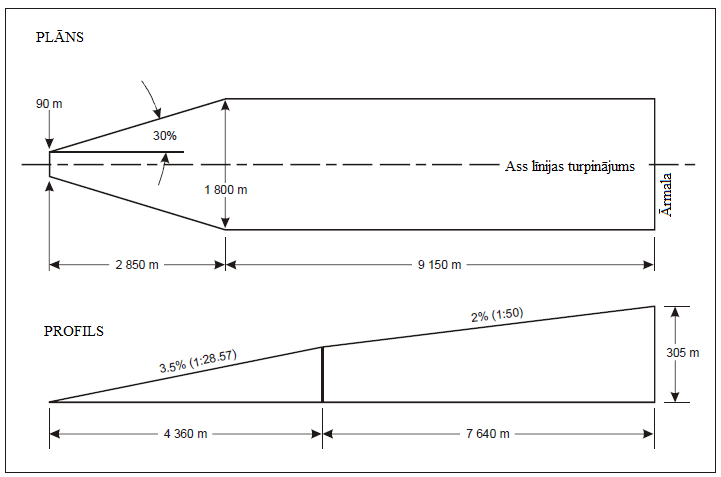 PLĀNS
90 m
30%
Ass līnijas turpinājums
1 800 m
Ārmala
2 850 m
9 150 m
PROFILS
3.5% (1:28.57)
2% (1:50)
305 m
4 360 m
7 640 m